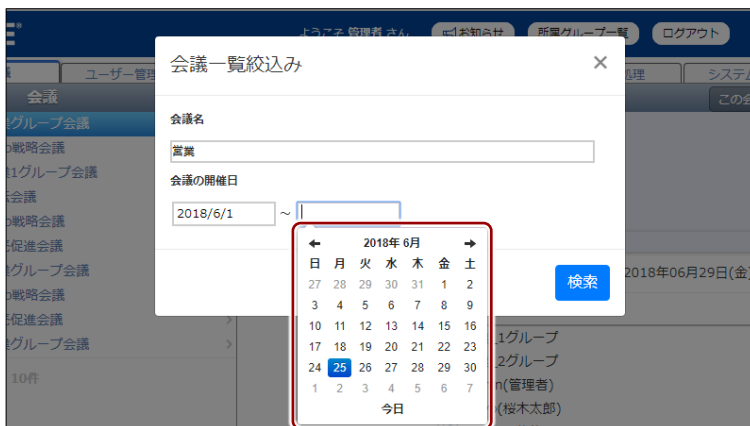 ようこそ 管理者 さん お知らせ 所属グループ一覧 ログアウト
ユーザー管理 処理 システム
会議 この会
グループ会議
戦略会議
1グループ会議
会議
戦略会議
促進会議
グループ会議
戦略会議
促進会議
グループ会議
10件
会議一覧絞込み ×
会議名
営業
会議の開催日
2018/6/1 ~
2018年 6月
日 月 火 水 木 金 土
27 28 29 30 31 1 2
3 4 5 6 7 8 9
10 11 12 13 14 15 16
17 18 19 20 21 22 23
24 25 26 27 28 29 30
1 2 3 4 5 6 7
今日
検索
2018年06月29日(金)
1グループ
2グループ
n(管理者)
(桜木太郎)